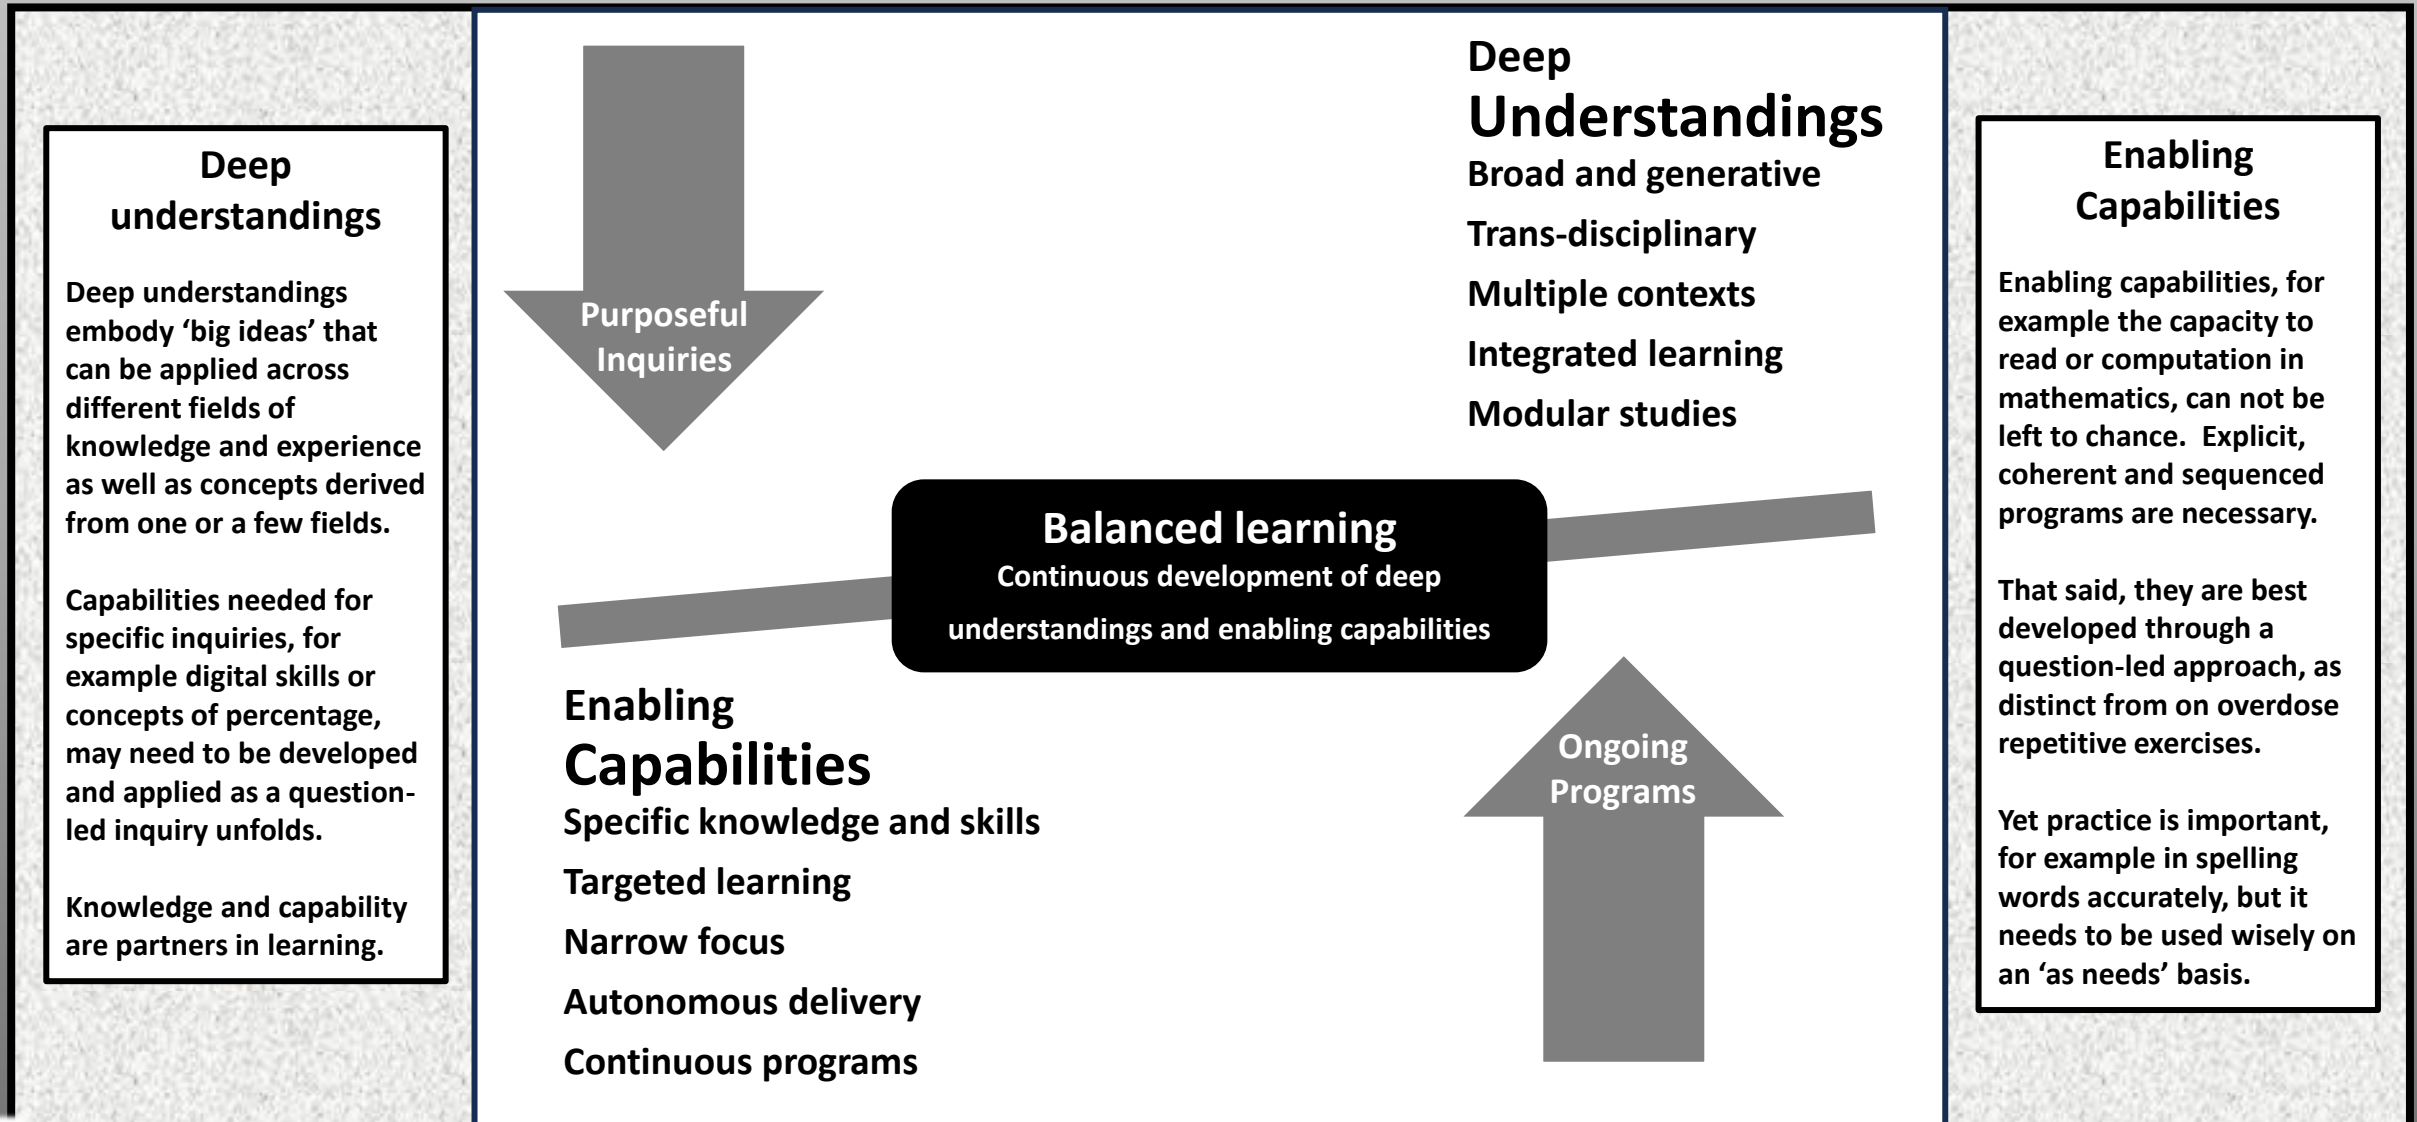 Deep
understandings
Deep understandings
embody ‘big ideas’ that
can be applied across
different fields of
knowledge and experience
as well as concepts derived
from one or a few fields.
Capabilities needed for
specific inquiries, for
example digital skills or
concepts of percentage,
may need to be developed
and applied as a question-
led inquiry unfolds.
Knowledge and capability
are partners in learning.
Purposeful
Inquiries
Deep
Understandings
Broad and generative
Trans-disciplinary
Multiple contexts
Integrated learning
Modular studies
Balanced learning
Continuous development of deep
understandings and enabling capabilities
Enabling
Capabilities
Specific knowledge and skills
Targeted learning
Narrow focus
Autonomous delivery
Continuous programs
Ongoing
Programs
Enabling
Capabilities
Enabling capabilities, for
example the capacity to
read or computation in
mathematics, can not be
left to chance.  Explicit,
coherent and sequenced
programs are necessary.
That said, they are best
developed through a
question-led approach, as
distinct from on overdose
repetitive exercises.
Yet practice is important,
for example in spelling
words accurately, but it
needs to be used wisely on
an ‘as needs’ basis.